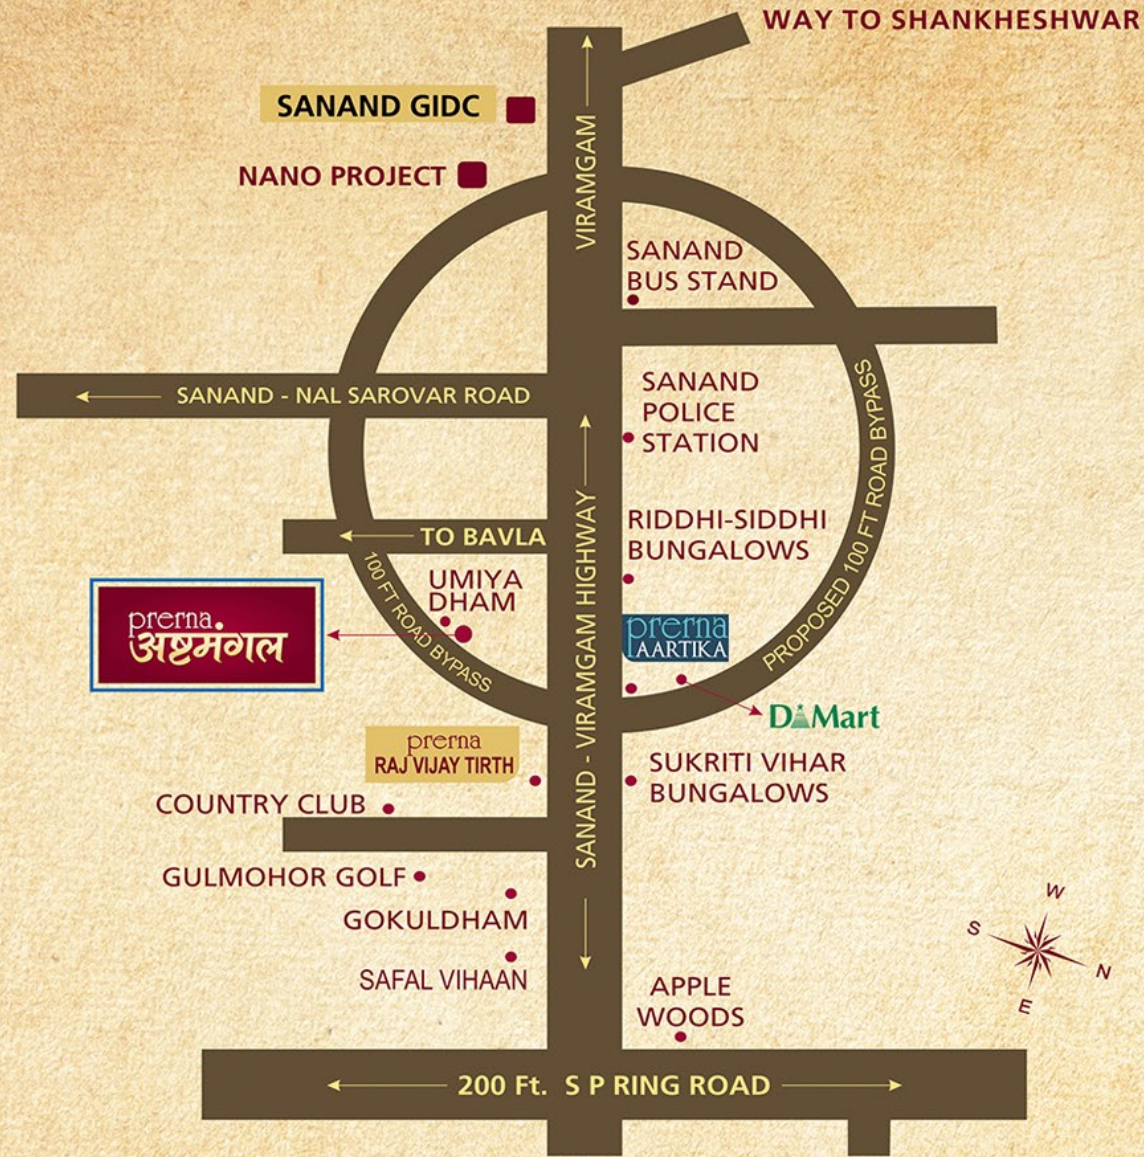 WAY TO SHANKHESHWAR
SANAND GIDC
VIRAMGAM
NANO PROJECT
SANAND
BUS STAND
SANAND - NAL SAROVAR ROAD
SANAND
POLICE
STATION
PROPOSED 100 FT ROAD BYPASS
SANAND - VIRAMGAM HIGHWAY
RIDDHI-SIDDHI
BUNGALOWS
TO BAVLA
100 FT ROAD BYPASS
UMIYA
DHAM
prerna
अष्टमंगल
prerna
AARTIKA
DMart
prerna
RAJ VIJAY TIRTH
SUKRITI VIHAR
BUNGALOWS
COUNTRY CLUB
GULMOHOR GOLF
GOKULDHAM
SAFAL VIHAAN
W
S
N
E
APPLE
WOODS
200 Ft. S P RING ROAD